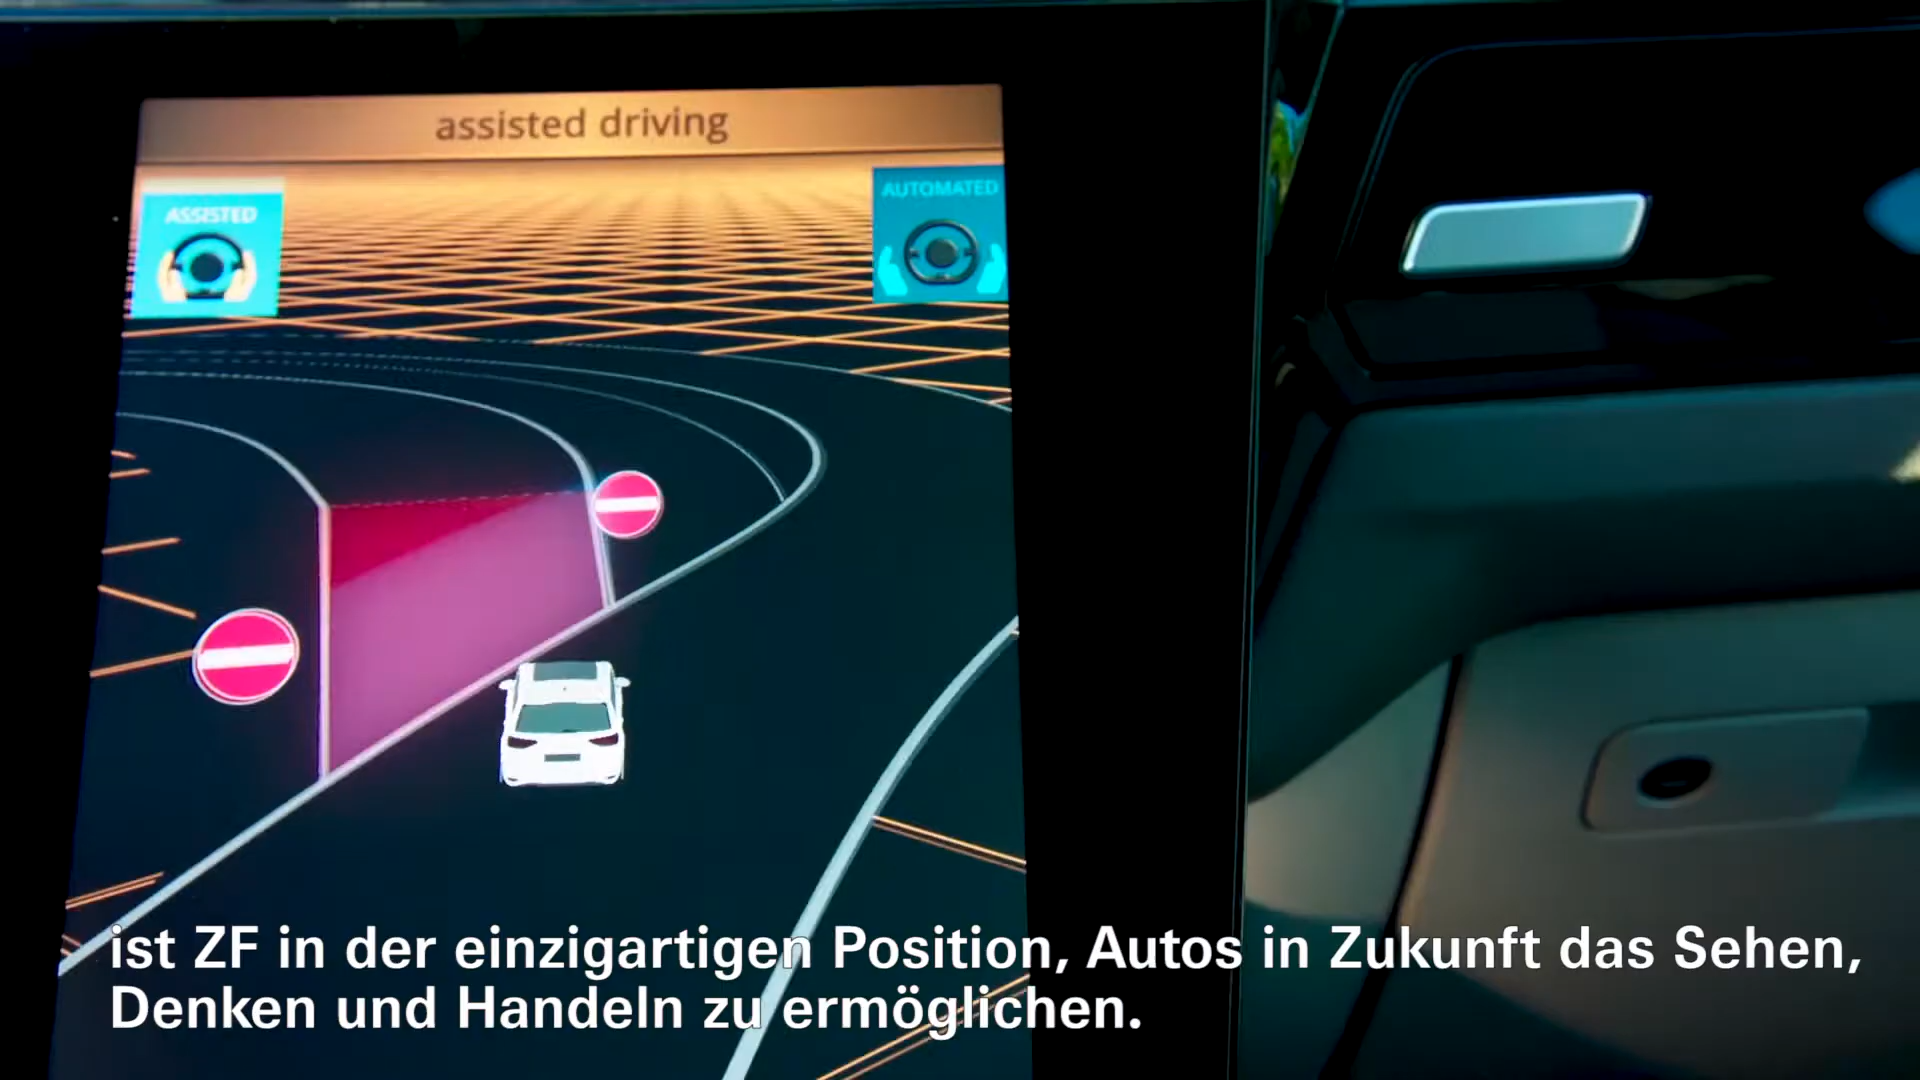 assisted driving
ASSISTED
AUTOMATED
ist ZF in der einzigartigen Position, Autos in Zukunft das Sehen,
Denken und Handeln zu ermöglichen.